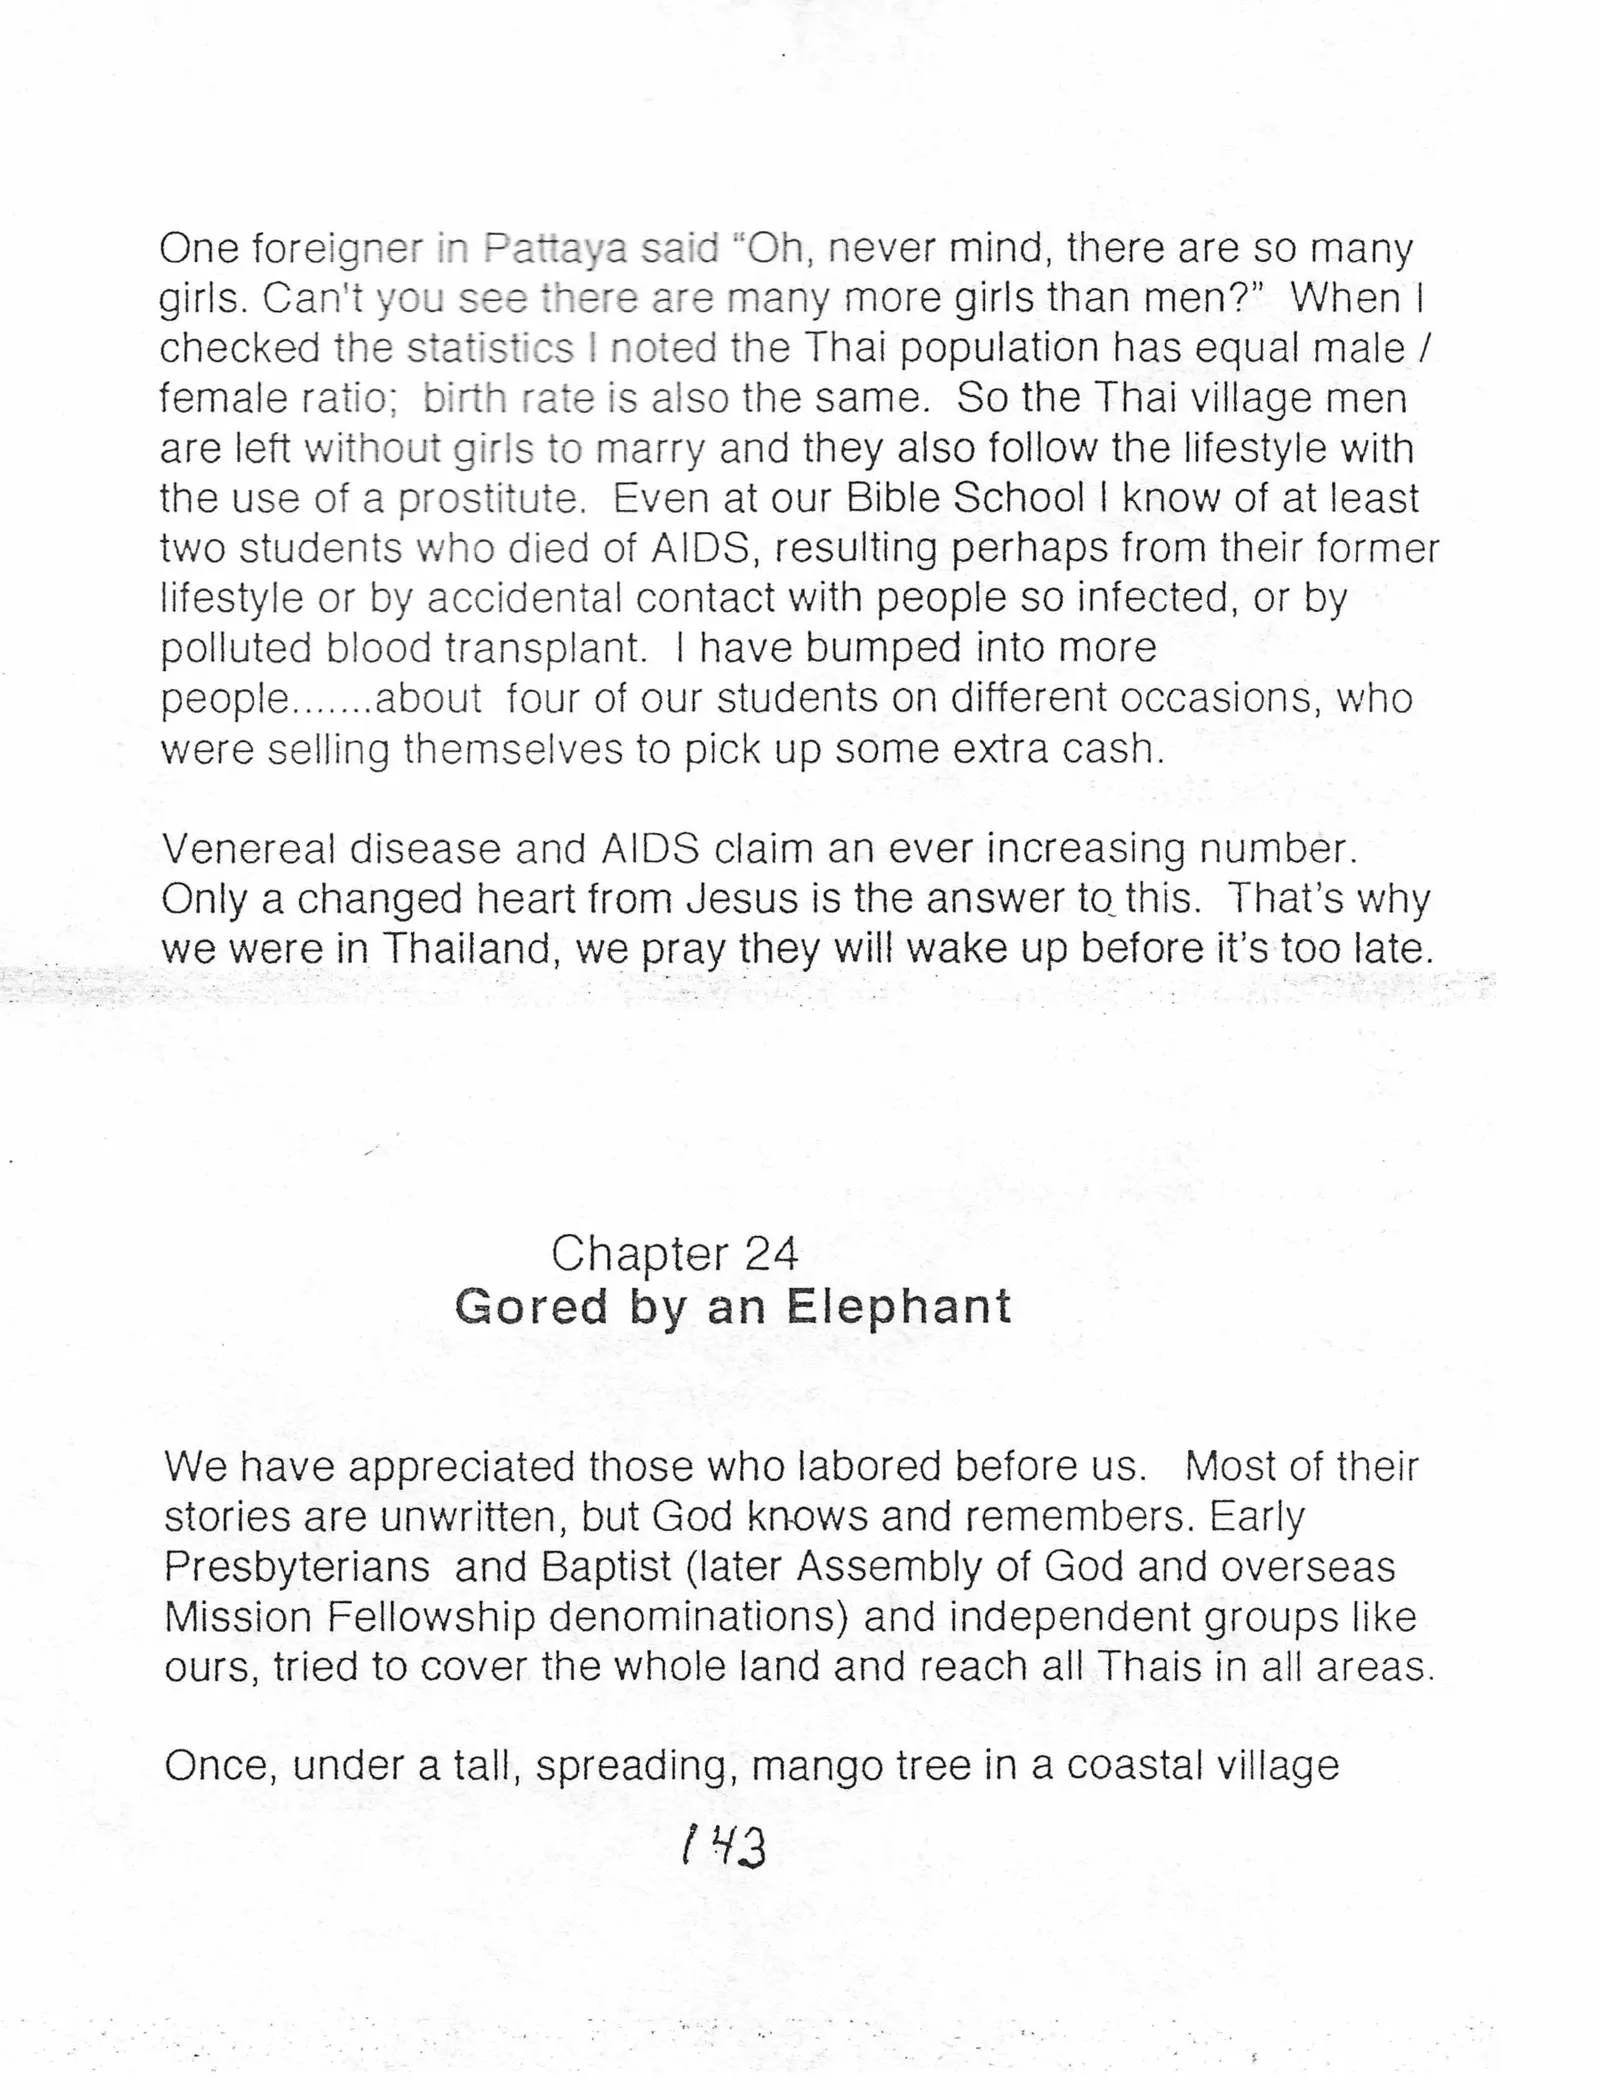 One foreigner in Pattaya said “Oh, never mind, there are so many
girls. Can't you see there are many more girls than men?”  When I
checked the statistics I noted the Thai population has equal male /
female ratio;  birth rate is also the same.  So the Thai village men
are left without girls to marry and they also follow the lifestyle with
the use of a prostitute.  Even at our Bible School I know of at least
two students who died of AIDS, resulting perhaps from their former
lifestyle or by accidental contact with people so infected, or by
polluted blood transplant.  I have bumped into more
people.......about  four of our students on different occasions, who
were selling themselves to pick up some extra cash.

Venereal disease and AIDS claim an ever increasing number.
Only a changed heart from Jesus is the answer to this.  That’s why
we were in Thailand, we pray they will wake up before it’s too late.

Chapter 24
Gored by an Elephant

We have appreciated those who labored before us.   Most of their
stories are unwritten, but God knows and remembers. Early
Presbyterians  and Baptist (later Assembly of God and overseas
Mission Fellowship denominations) and independent groups like
ours, tried to cover the whole land and reach all Thais in all areas.

Once, under a tall, spreading, mango tree in a coastal village
143